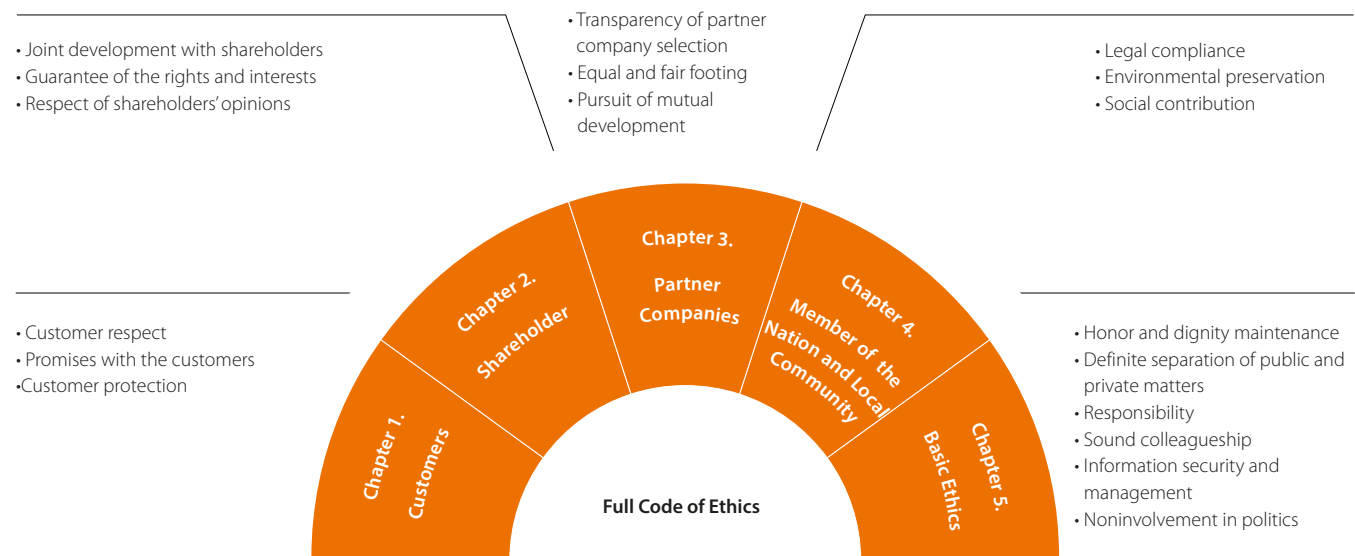 • Joint development with shareholders
• Guarantee of the rights and interests
• Respect of shareholders' opinions
• Transparency of partner
company selection
• Equal and fair footing
• Pursuit of mutual
development
• Legal compliance
• Environmental preservation
• Social contribution
• Customer respect
• Promises with the customers
•Customer protection
Chapter 1.
Customers
Chapter 2.
Shareholder
Chapter 3.
Partner
Companies
Chapter 4.
Member of the
Nation and Local
Community
Chapter 5.
Basic Ethics
• Honor and dignity maintenance
• Definite separation of public and
private matters
• Responsibility
• Sound colleagueship
• Information security and
management
• Noninvolvement in politics
Full Code of Ethics